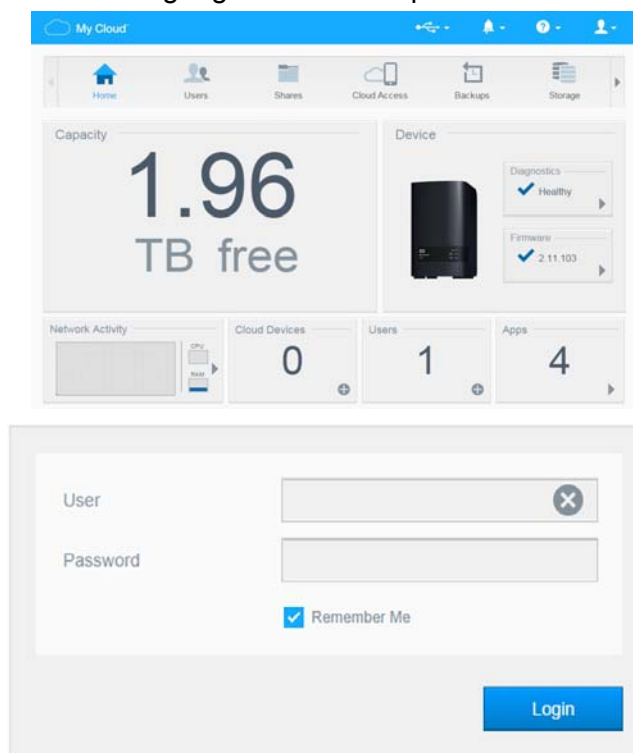 My Cloud
Home
Users
Shares
Cloud Access
Backups
Storage
Capacity
1.96
TB free
Device
Diagnostics
Healthy
Firmware
2.11.103
Network Activity
CPU
RAM
Cloud Devices
0
Users
1
Apps
4
User
Password
Remember Me
Login